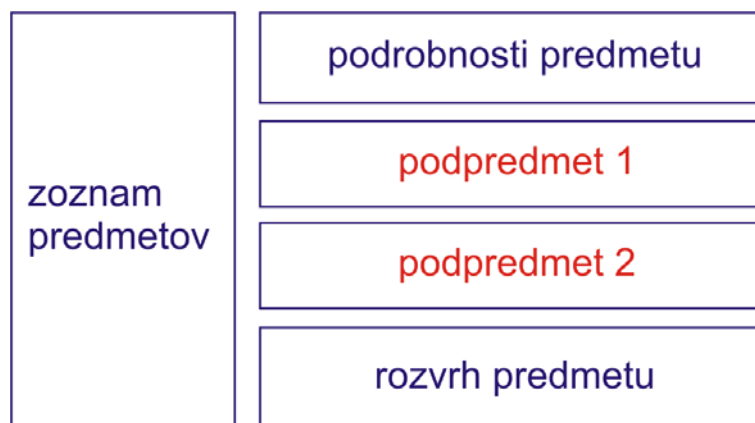 zoznam
predmetov
podrobnosti predmetu
podpredmet 1
podpredmet 2
rozvrh predmetu